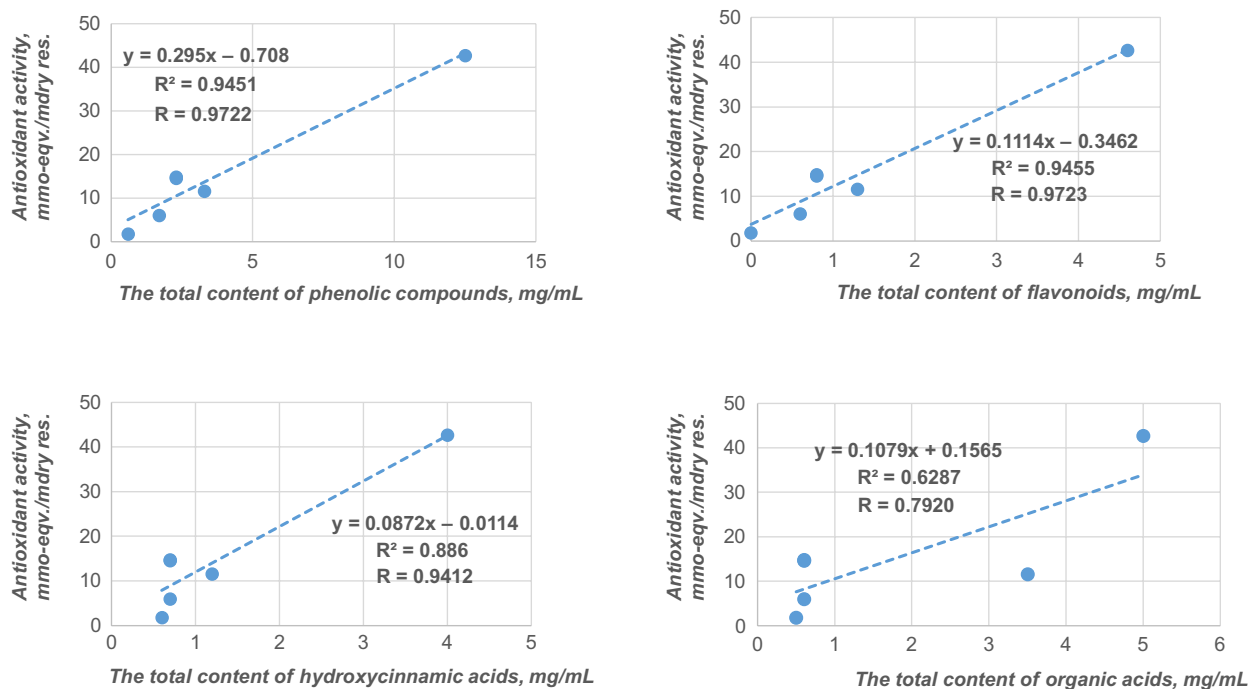 Antioxidant activity,
mmo-eqv./mdry res.
50
40
30
20
10
0
y = 0.295x – 0.708
R² = 0.9451
R = 0.9722
0 5 10 15
The total content of phenolic compounds, mg/mL
Antioxidant activity,
mmo-eqv./mdry res.
50
40
30
20
10
0
y = 0.1114x – 0.3462
R² = 0.9455
R = 0.9723
0 1 2 3 4 5
The total content of flavonoids, mg/mL
Antioxidant activity,
mmo-eqv./mdry res.
50
40
30
20
10
0
y = 0.0872x – 0.0114
R² = 0.886
R = 0.9412
0 1 2 3 4 5
The total content of hydroxycinnamic acids, mg/mL
Antioxidant activity,
mmo-eqv./mdry res.
50
40
30
20
10
0
y = 0.1079x + 0.1565
R² = 0.6287
R = 0.7920
0 1 2 3 4 5 6
The total content of organic acids, mg/mL